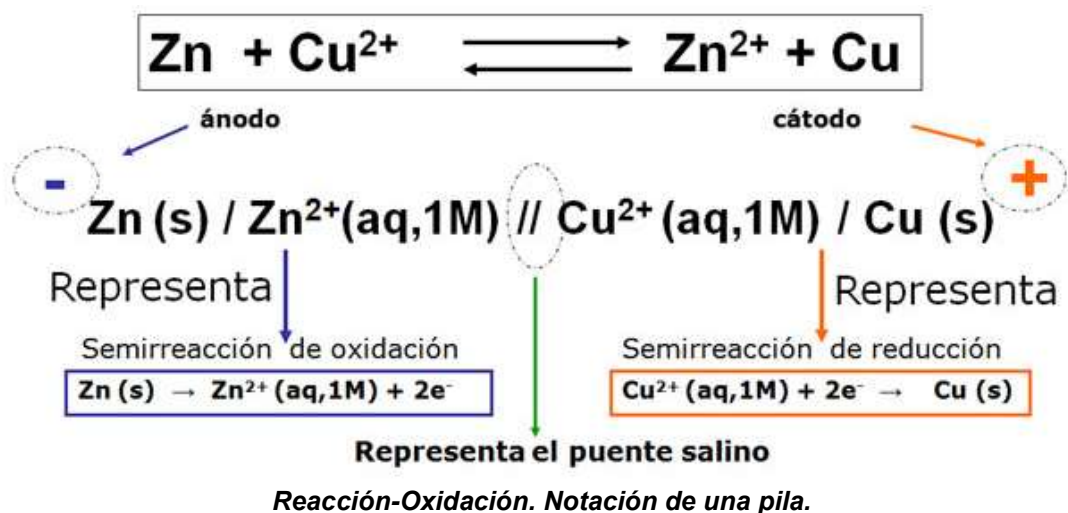 Zn + Cu²⁺ ⇌ Zn²⁺ + Cu
ánodo cátodo
- +
Zn (s) / Zn²⁺(aq,1M) // Cu²⁺ (aq,1M) / Cu (s)
Representa Representa
Semirreacción de oxidación Semirreacción de reducción
Zn (s) → Zn²⁺ (aq,1M) + 2e⁻ Cu²⁺ (aq,1M) + 2e⁻ → Cu (s)
Representa el puente salino
Reacción-Oxidación. Notación de una pila.